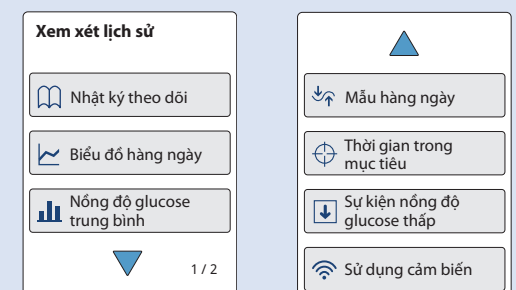 Xem xét lịch sử
Nhật ký theo dõi
Biểu đồ hàng ngày
Nồng độ glucose
trung bình
1 / 2
Mẫu hàng ngày
Thời gian trong
mục tiêu
Sự kiện nồng độ
glucose thấp
Sử dụng cảm biến